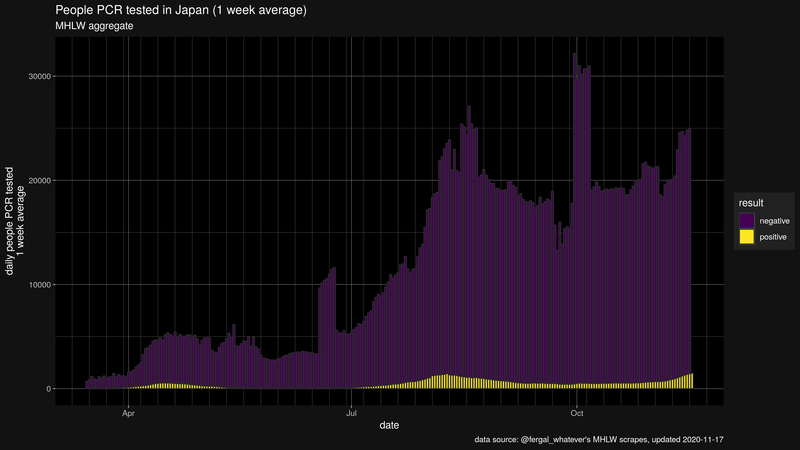 People PCR tested in Japan (1 week average)
MHLW aggregate
30000
20000
10000
0
daily people PCR tested
1 week average
Apr
Jul
Oct
date
result
negative
positive
data source: @fergal_whatever's MHLW scrapes, updated 2020-11-17